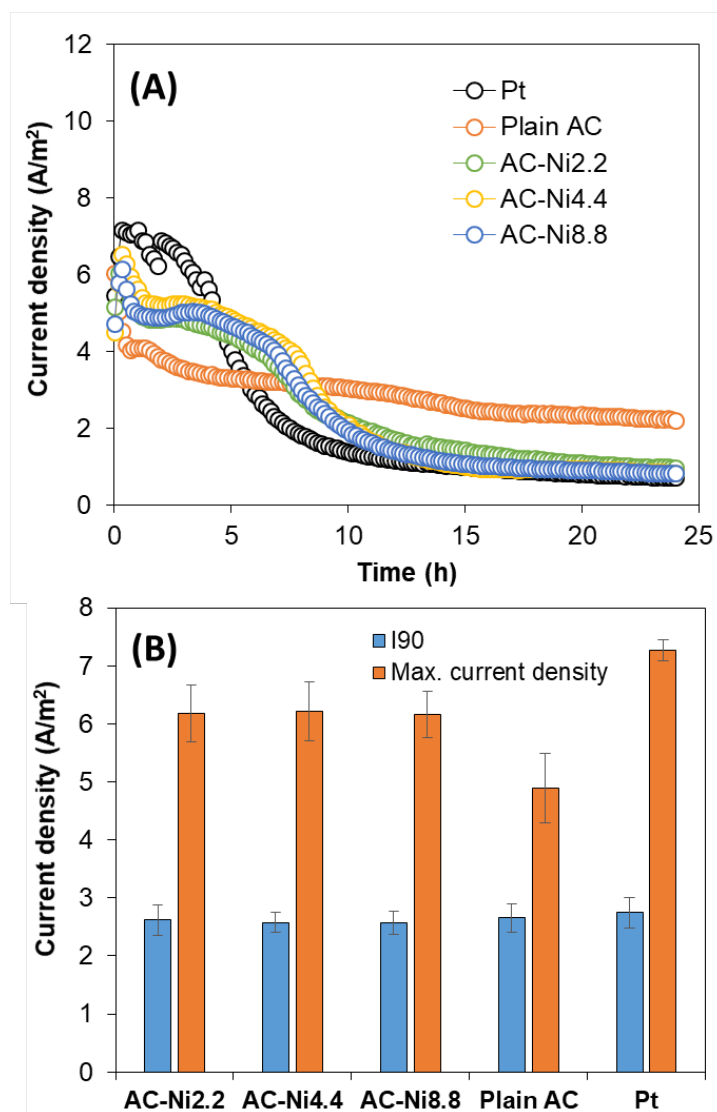 (A)
Pt
Plain AC
AC-Ni2.2
AC-Ni4.4
AC-Ni8.8
Current density (A/m²)
12
10
8
6
4
2
0
0 5 10 15 20 25
Time (h)
(B)
I90
Max. current density
Current density (A/m²)
8
7
6
5
4
3
2
1
0
AC-Ni2.2 AC-Ni4.4 AC-Ni8.8 Plain AC Pt